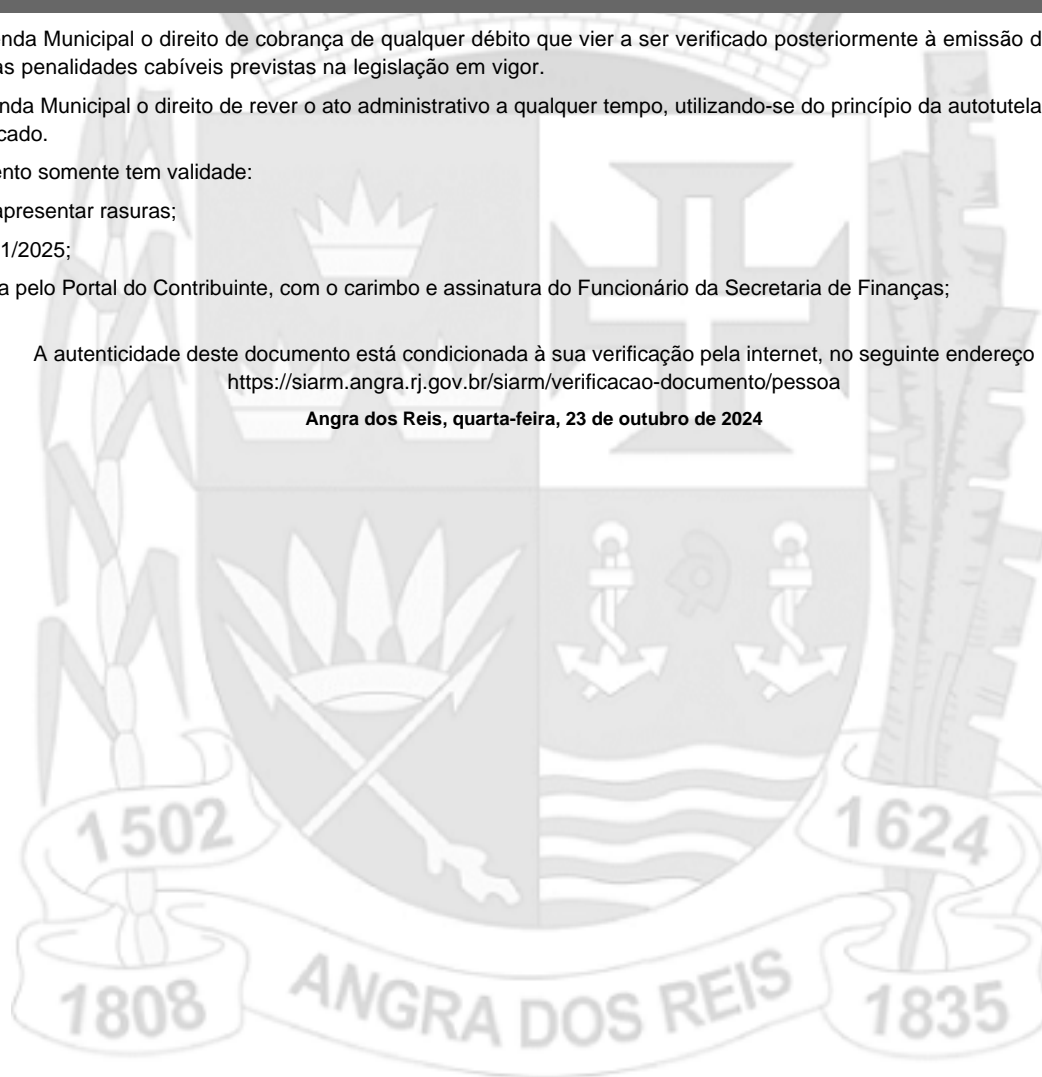 nda Municipal o direito de cobrança de qualquer débito que vier a ser verificado posteriormente à emissão d
as penalidades cabíveis previstas na legislação em vigor.
nda Municipal o direito de rever o ato administrativo a qualquer tempo, utilizando-se do princípio da autotutela
cado.
ento somente tem validade:
apresentar rasuras;
1/2025;
a pelo Portal do Contribuinte, com o carimbo e assinatura do Funcionário da Secretaria de Finanças;
A autenticidade deste documento está condicionada à sua verificação pela internet, no seguinte endereço
https://siarm.angra.rj.gov.br/siarm/verificacao-documento/pessoa
Angra dos Reis, quarta-feira, 23 de outubro de 2024
1502
1624
1808
ANGRA DOS REIS
1835